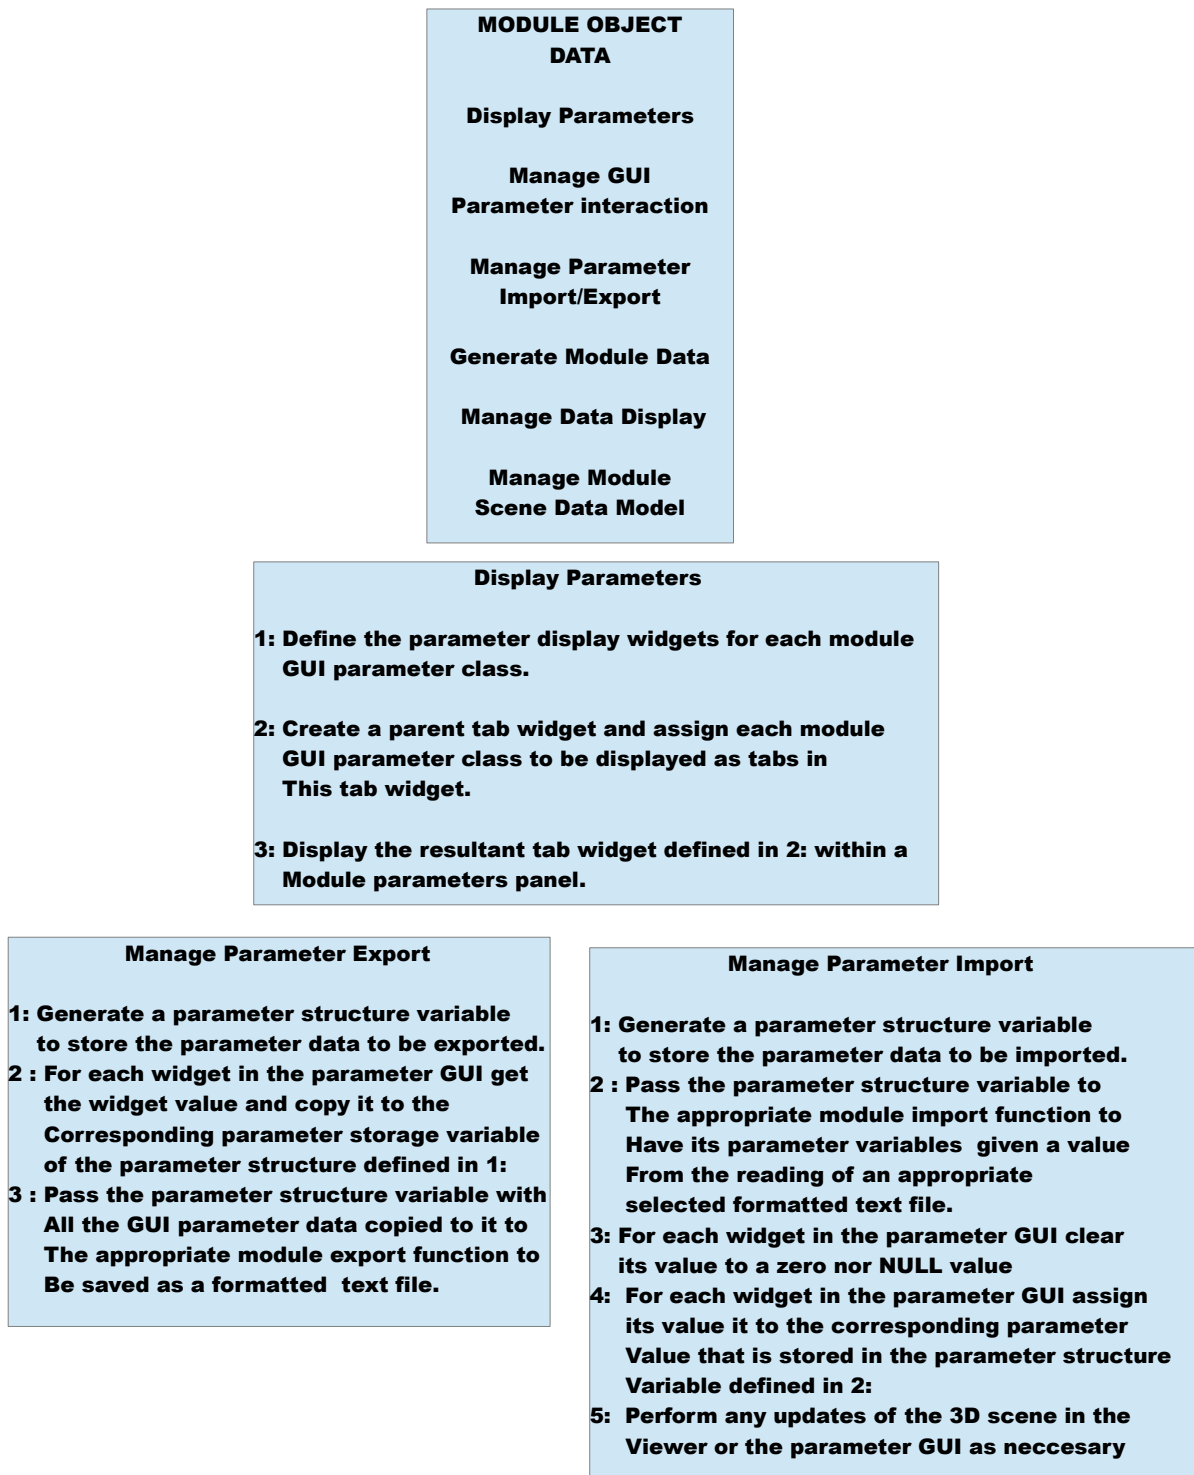 MODULE OBJECT
DATA
Display Parameters
Manage GUI
Parameter interaction
Manage Parameter
Import/Export
Generate Module Data
Manage Data Display
Manage Module
Scene Data Model
Display Parameters
1: Define the parameter display widgets for each module
GUI parameter class.
2: Create a parent tab widget and assign each module
GUI parameter class to be displayed as tabs in
This tab widget.
3: Display the resultant tab widget defined in 2: within a
Module parameters panel.
Manage Parameter Export
1: Generate a parameter structure variable
to store the parameter data to be exported.
2 : For each widget in the parameter GUI get
the widget value and copy it to the
Corresponding parameter storage variable
of the parameter structure defined in 1:
3 : Pass the parameter structure variable with
All the GUI parameter data copied to it to
The appropriate module export function to
Be saved as a formatted  text file.
Manage Parameter Import
1: Generate a parameter structure variable
to store the parameter data to be imported.
2 : Pass the parameter structure variable to
The appropriate module import function to
Have its parameter variables  given a value
From the reading of an appropriate
selected formatted text file.
3: For each widget in the parameter GUI clear
its value to a zero nor NULL value
4:  For each widget in the parameter GUI assign
its value it to the corresponding parameter
Value that is stored in the parameter structure
Variable defined in 2:
5:  Perform any updates of the 3D scene in the
Viewer or the parameter GUI as neccesary